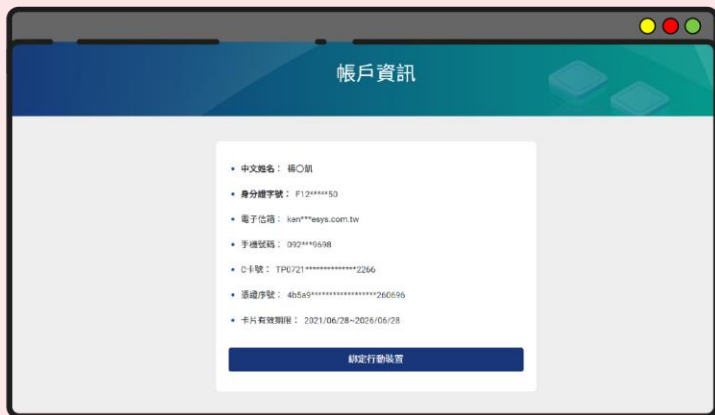 帳戶資訊
中文姓名： 楊〇凱
身分證字號： F12*****50
電子信箱： ken***esys.com.tw
手機號碼： 092***9698
C卡號： TP0721**************2266
憑證序號： 4b5a9******************260696
卡片有效期限： 2021/06/28~2026/06/28
綁定行動裝置